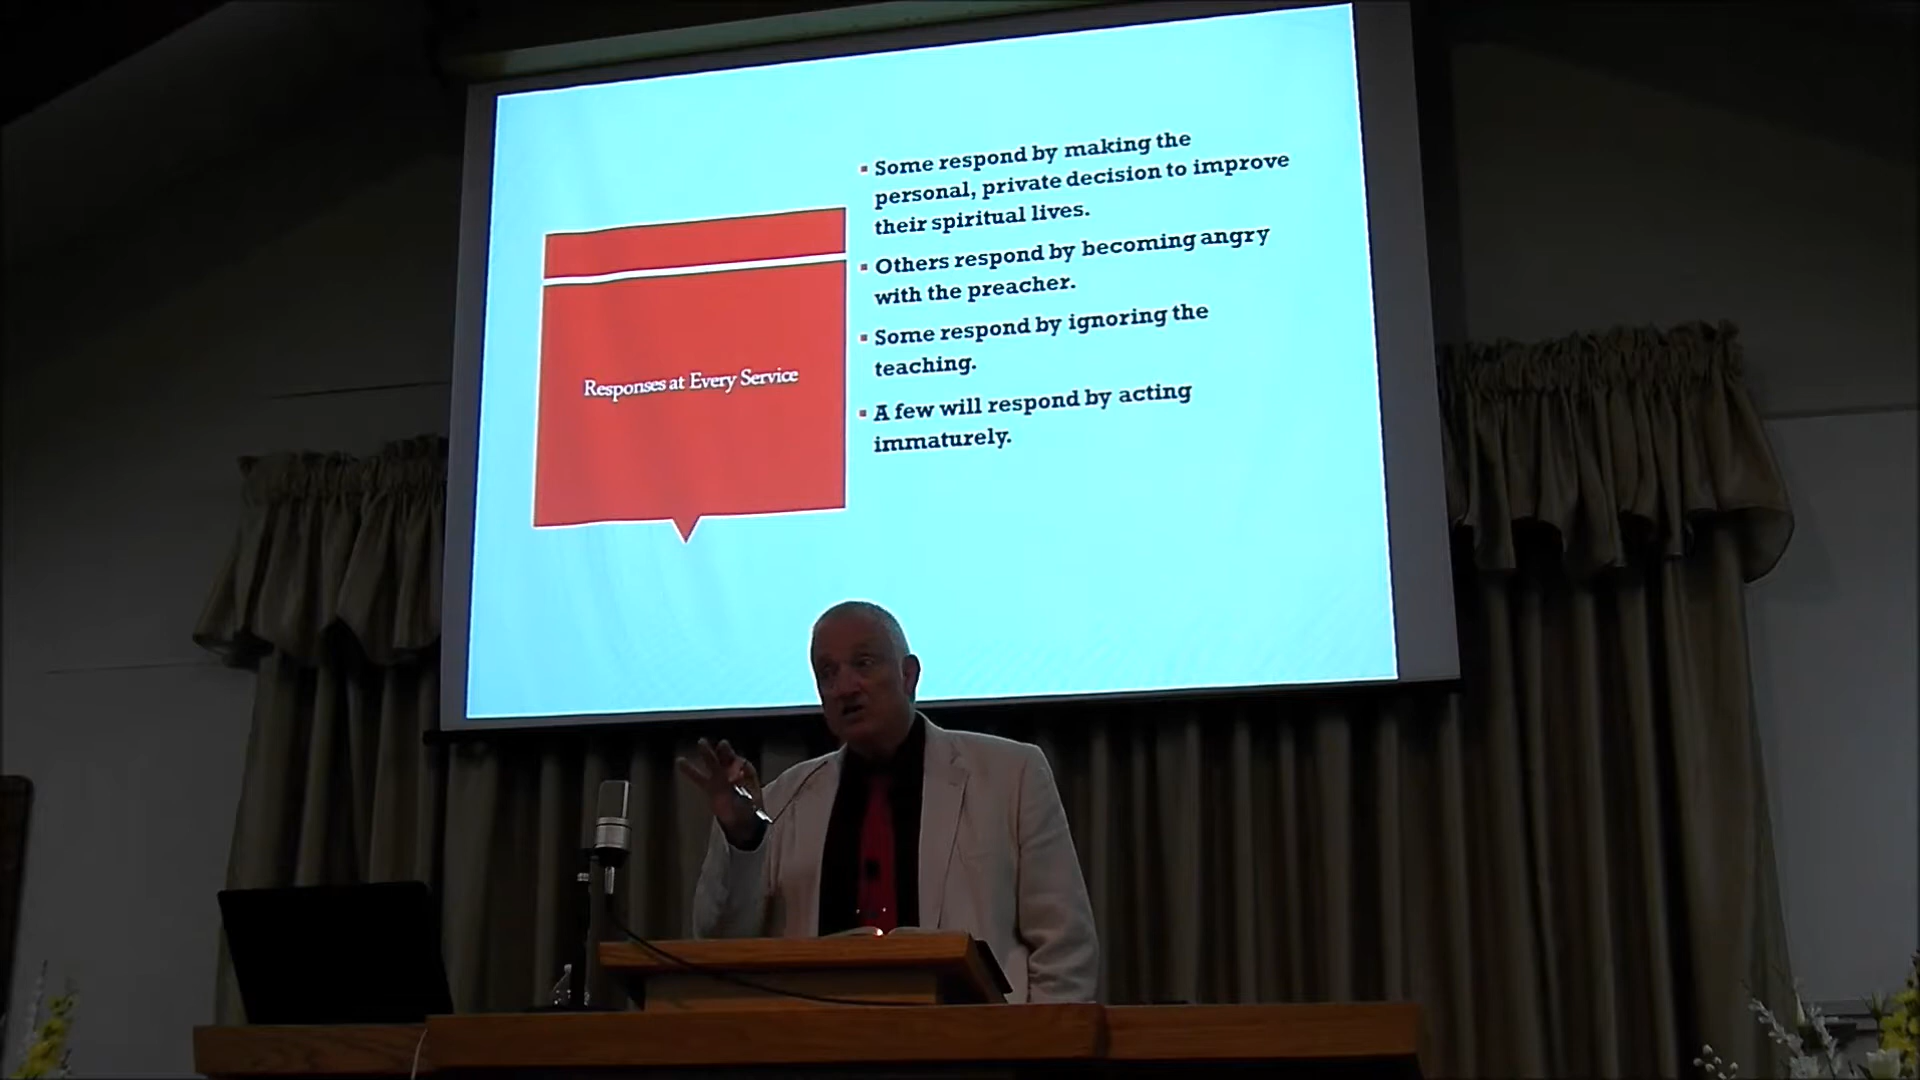 Responses at Every Service
▪ Some respond by making the
personal, private decision to improve
their spiritual lives.
▪ Others respond by becoming angry
with the preacher.
▪ Some respond by ignoring the
teaching.
▪ A few will respond by acting
immaturely.